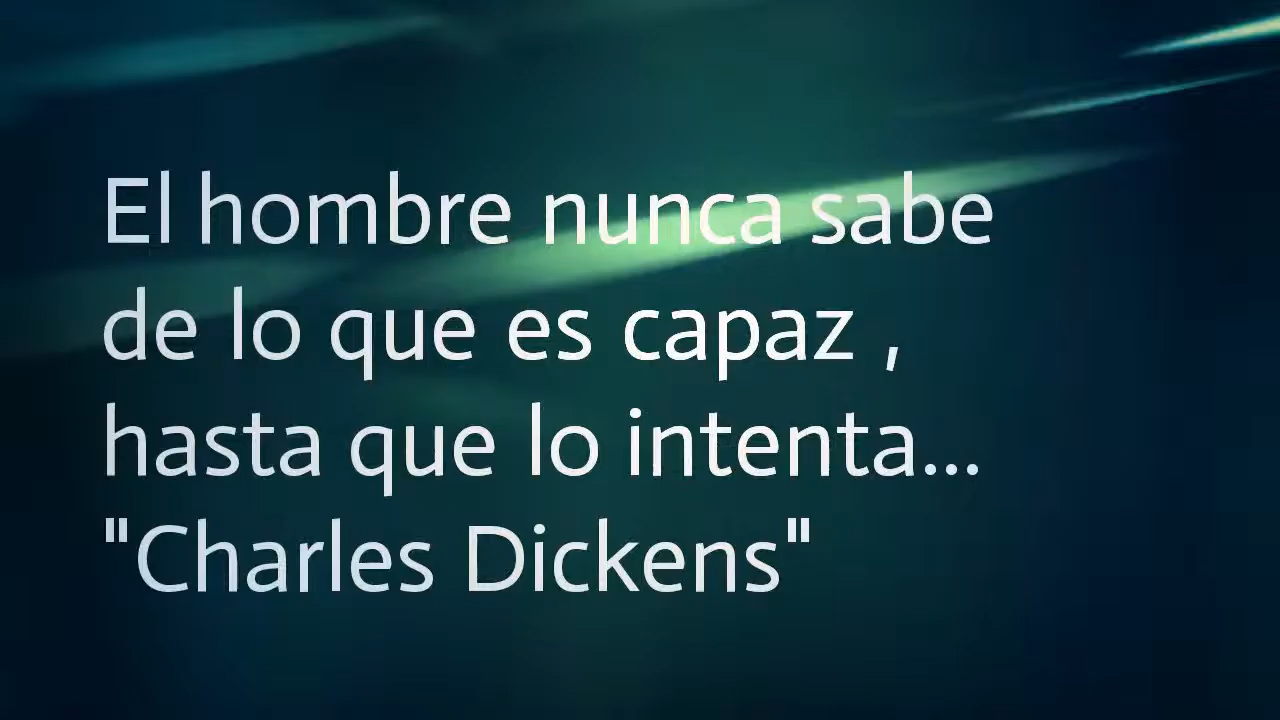 El hombre nunca sabe
de lo que es capaz ,
hasta que lo intenta...
"Charles Dickens"